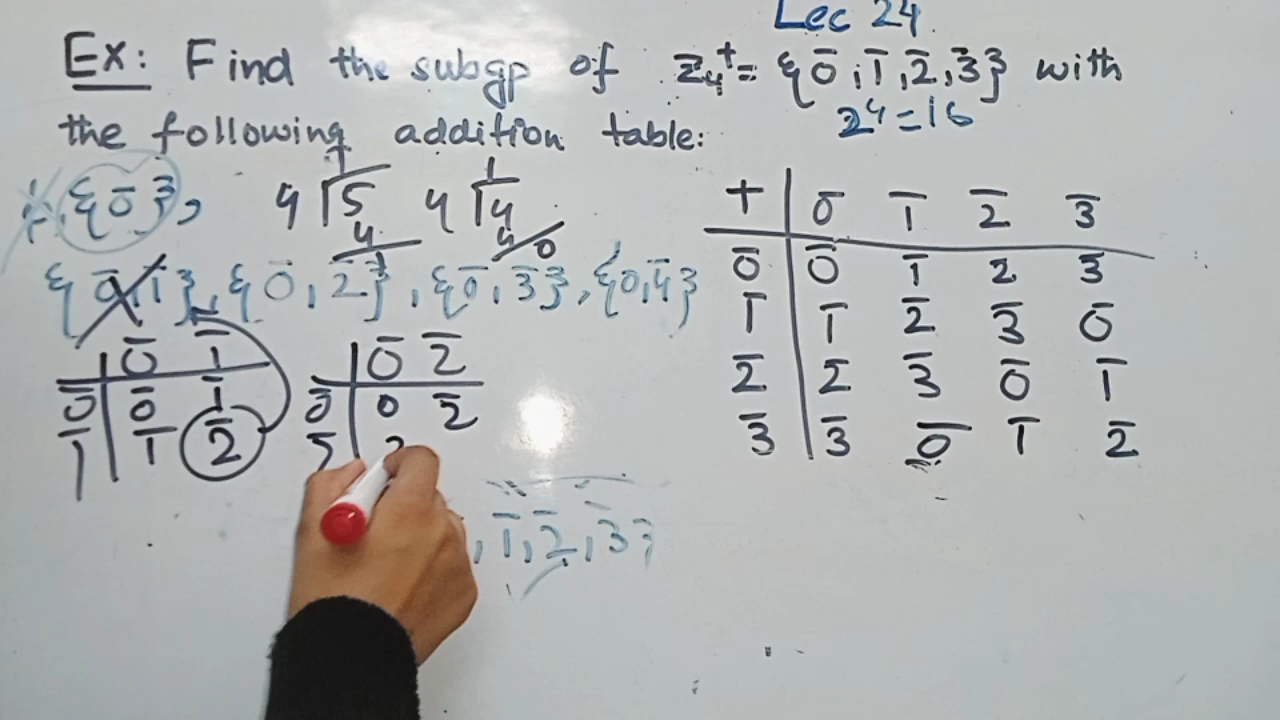 Lec 24
Ex: Find the subgp of Z₄⁺ = {0̄, 1̄, 2̄, 3̄} with
2⁴ = 16
the following addition table:
{0̄},
1
4 5
4
1
1
4 4
4
0
{0̄, 1̄}, {0̄, 2̄}, {0̄, 3̄}, {0, 4̄}
0̄ 1̄
0̄ 0̄ 1̄
1̄ 1̄ 2̄
0̄ 2̄
0̄ 0 2̄
+ 0̄ 1̄ 2̄ 3̄
0̄ 0̄ 1̄ 2̄ 3̄
1̄ 1̄ 2̄ 3̄ 0̄
2̄ 2̄ 3̄ 0̄ 1̄
3̄ 3̄ 0̄ 1̄ 2̄
, 1̄, 2̄, 3}